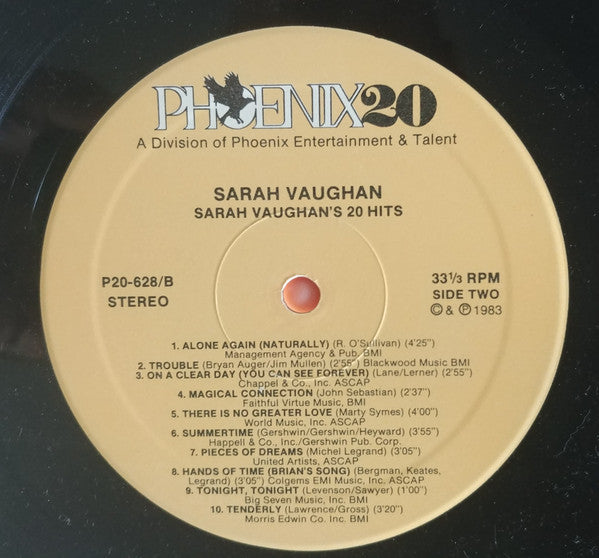 PHOENIX20
A Division of Phoenix Entertainment & Talent
SARAH VAUGHAN
SARAH VAUGHAN'S 20 HITS
P20-628/B
STEREO
33⅓ RPM
SIDE TWO
© & ℗ 1983
1. ALONE AGAIN (NATURALLY) (R. O'Sullivan) (4'25")
Management Agency & Pub. BMI
2. TROUBLE (Bryan Auger/Jim Mullen) (2'55") Blackwood Music BMI
3. ON A CLEAR DAY (YOU CAN SEE FOREVER) (Lane/Lerner) (2'55")
Chappel & Co., Inc. ASCAP
4. MAGICAL CONNECTION (John Sebastian) (2'37")
Faithful Virtue Music, BMI
5. THERE IS NO GREATER LOVE (Marty Symes) (4'00")
World Music, Inc. ASCAP
6. SUMMERTIME (Gershwin/Gershwin/Heyward) (3'55")
Happell & Co., Inc./Gershwin Pub. Corp.
7. PIECES OF DREAMS (Michel Legrand) (3'05")
United Artists, ASCAP
8. HANDS OF TIME (BRIAN'S SONG) (Bergman, Keates,
Legrand) (3'05") Colgems EMI Music, Inc. ASCAP
9. TONIGHT, TONIGHT (Levenson/Sawyer) (1'00")
Big Seven Music, Inc. BMI
10. TENDERLY (Lawrence/Gross) (3'20")
Morris Edwin Co. Inc. BMI